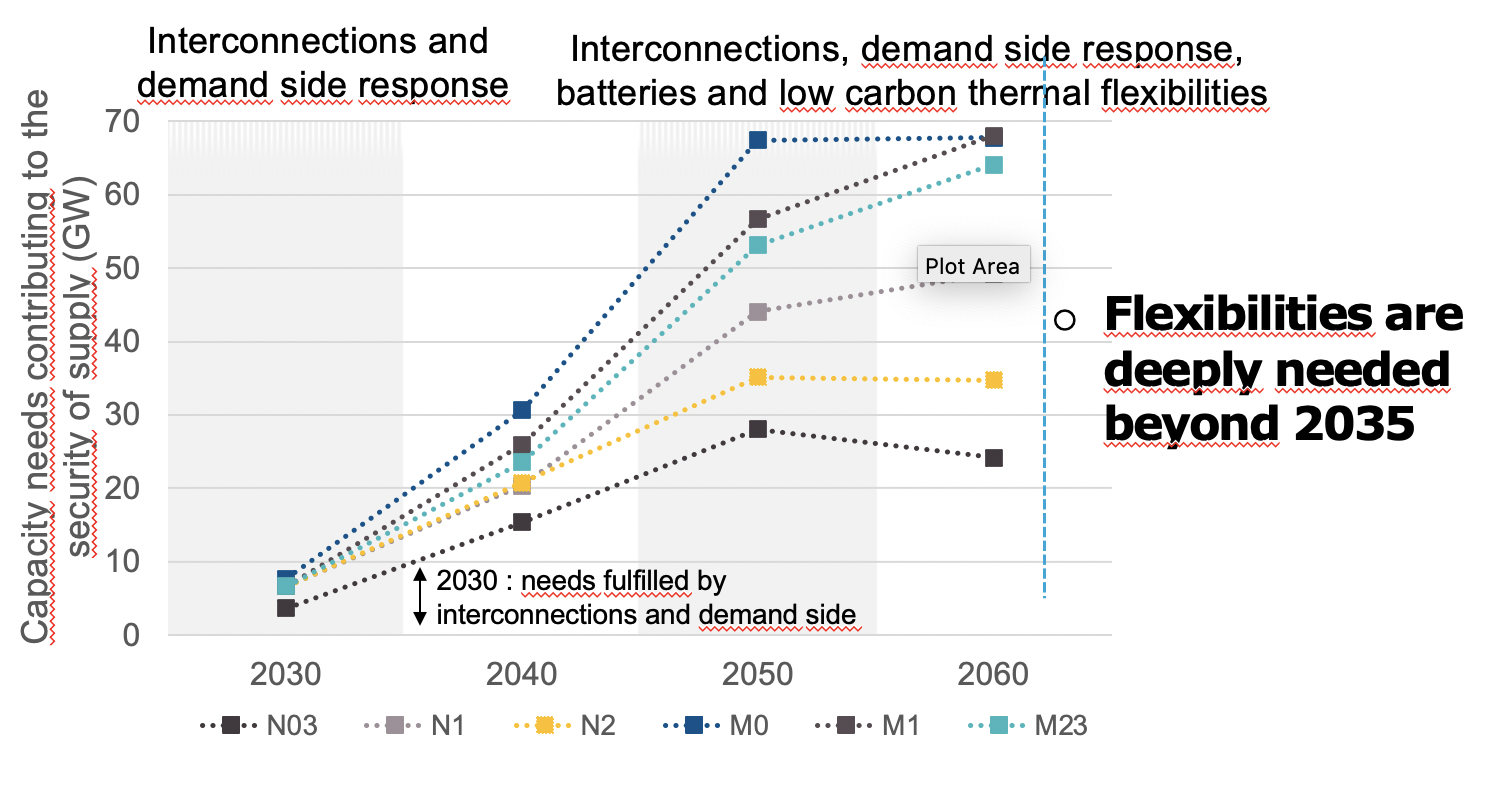 Interconnections and
demand side response
Interconnections, demand side response,
batteries and low carbon thermal flexibilities
Capacity needs contributing to the
security of supply (GW)
70
60
50
40
30
20
10
0
Plot Area
Flexibilities are
deeply needed
beyond 2035
2030 : needs fulfilled by
interconnections and demand side
2030 2040 2050 2060
N03 N1 N2 M0 M1 M23